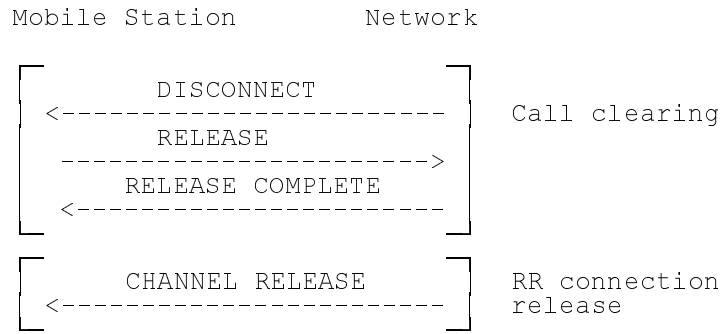 Mobile Station Network
DISCONNECT
<----------------------- Call clearing
RELEASE
----------------------->
RELEASE COMPLETE
<-----------------------
CHANNEL RELEASE RR connection
<------------------------ release